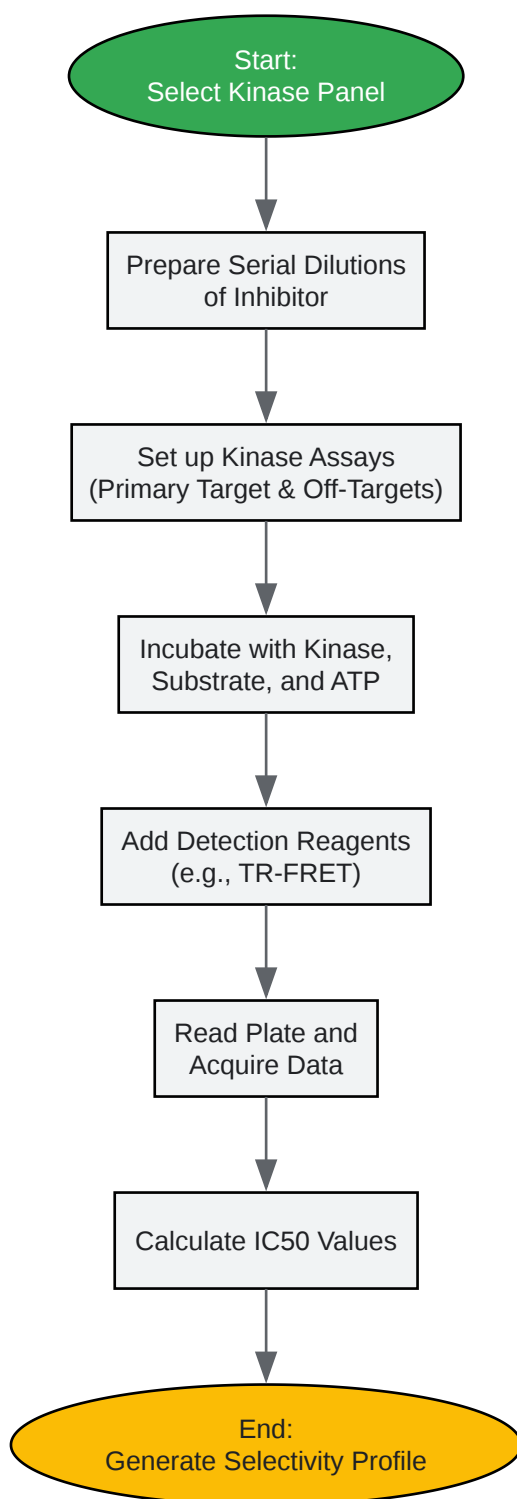 Start:
Select Kinase Panel
Prepare Serial Dilutions
of Inhibitor
Set up Kinase Assays
(Primary Target & Off-Targets)
Incubate with Kinase,
Substrate, and ATP
Add Detection Reagents
(e.g., TR-FRET)
Read Plate and
Acquire Data
Calculate IC50 Values
End:
Generate Selectivity Profile